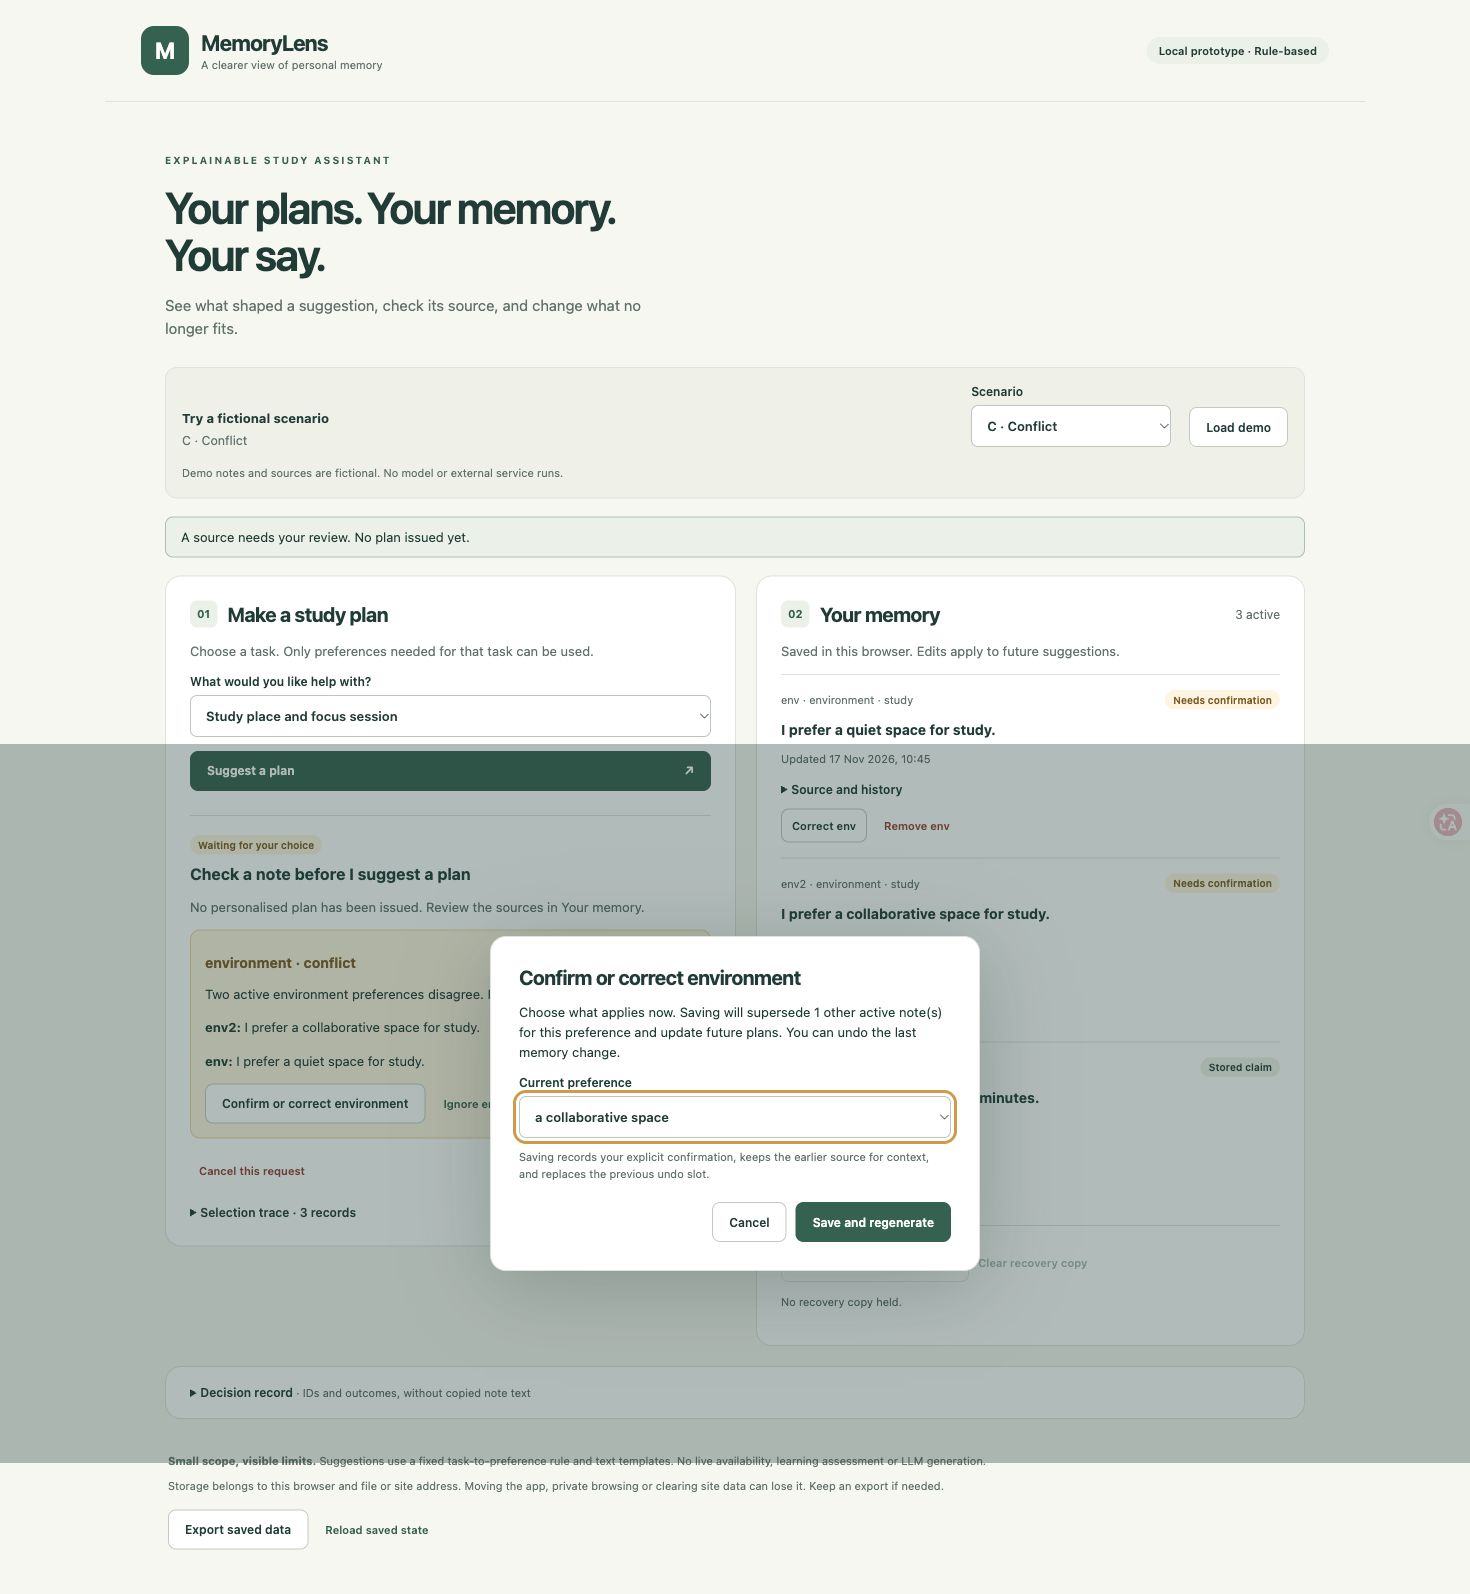 M
MemoryLens
A clearer view of personal memory
Local prototype · Rule-based
EXPLAINABLE STUDY ASSISTANT
Your plans. Your memory.
Your say.
See what shaped a suggestion, check its source, and change what no
longer fits.
Try a fictional scenario
C · Conflict
Demo notes and sources are fictional. No model or external service runs.
Scenario
C · Conflict
Load demo
A source needs your review. No plan issued yet.
01 Make a study plan
Choose a task. Only preferences needed for that task can be used.
What would you like help with?
Study place and focus session
Suggest a plan ↗
Waiting for your choice
Check a note before I suggest a plan
No personalised plan has been issued. Review the sources in Your memory.
environment · conflict
Two active environment preferences disagree.
env2: I prefer a collaborative space for study.
env: I prefer a quiet space for study.
Confirm or correct environment
Ignore
Cancel this request
Selection trace · 3 records
02 Your memory
3 active
Saved in this browser. Edits apply to future suggestions.
env · environment · study
Needs confirmation
I prefer a quiet space for study.
Updated 17 Nov 2026, 10:45
Source and history
Correct env
Remove env
env2 · environment · study
Needs confirmation
I prefer a collaborative space for study.
Stored claim
minutes.
Clear recovery copy
No recovery copy held.
Confirm or correct environment
Choose what applies now. Saving will supersede 1 other active note(s)
for this preference and update future plans. You can undo the last
memory change.
Current preference
a collaborative space
Saving records your explicit confirmation, keeps the earlier source for context,
and replaces the previous undo slot.
Cancel
Save and regenerate
Decision record · IDs and outcomes, without copied note text
Small scope, visible limits. Suggestions use a fixed task-to-preference rule and text templates. No live availability, learning assessment or LLM generation.
Storage belongs to this browser and file or site address. Moving the app, private browsing or clearing site data can lose it. Keep an export if needed.
Export saved data
Reload saved state